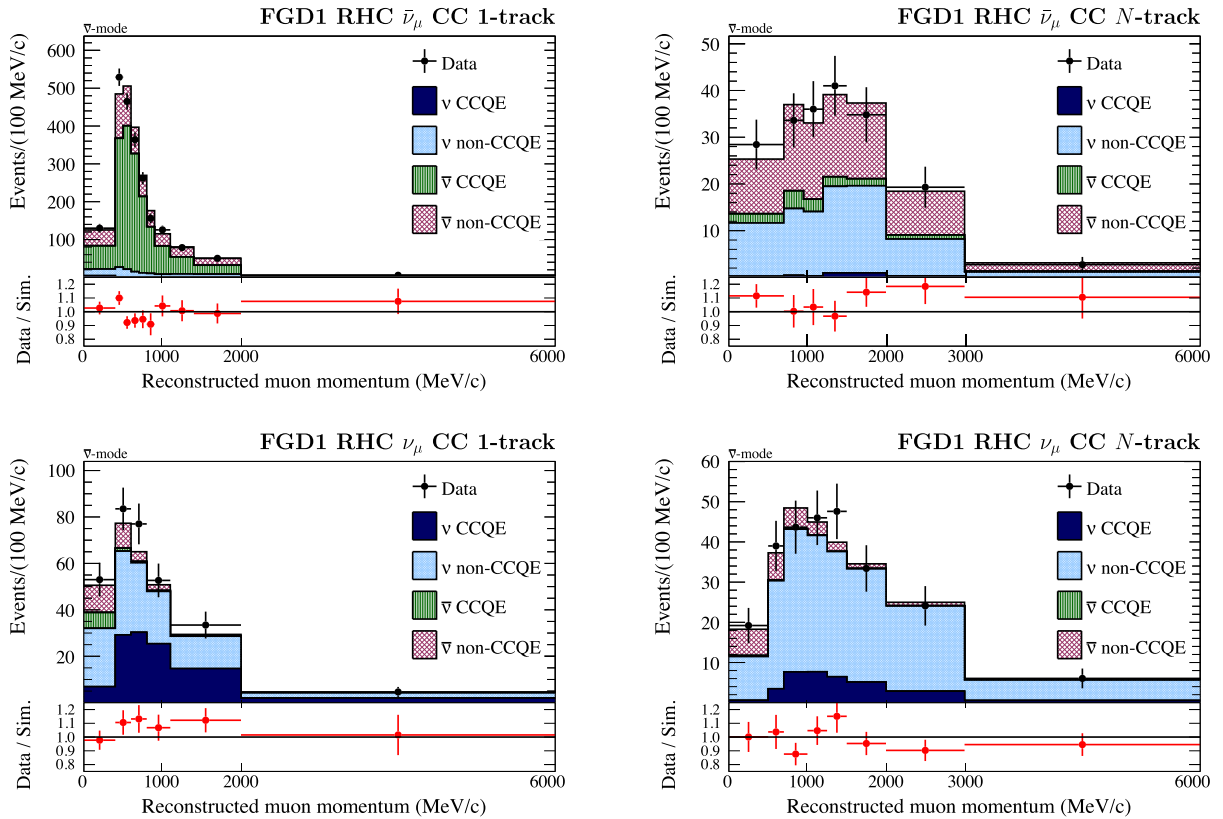 FGD1 RHC ν̄μ CC 1-track
ν̄-mode
Events/(100 MeV/c)
600
500
400
300
200
100
Data
ν CCQE
ν non-CCQE
ν̄ CCQE
ν̄ non-CCQE
Data / Sim.
1.2
1.1
1.0
0.9
0.8
0 1000 2000 6000
Reconstructed muon momentum (MeV/c)
FGD1 RHC ν̄μ CC N-track
ν̄-mode
Events/(100 MeV/c)
50
40
30
20
10
Data
ν CCQE
ν non-CCQE
ν̄ CCQE
ν̄ non-CCQE
Data / Sim.
1.2
1.1
1.0
0.9
0.8
0 1000 2000 3000 6000
Reconstructed muon momentum (MeV/c)
FGD1 RHC νμ CC 1-track
ν̄-mode
Events/(100 MeV/c)
100
80
60
40
20
Data
ν CCQE
ν non-CCQE
ν̄ CCQE
ν̄ non-CCQE
Data / Sim.
1.2
1.1
1.0
0.9
0.8
0 1000 2000 6000
Reconstructed muon momentum (MeV/c)
FGD1 RHC νμ CC N-track
ν̄-mode
Events/(100 MeV/c)
60
50
40
30
20
10
Data
ν CCQE
ν non-CCQE
ν̄ CCQE
ν̄ non-CCQE
Data / Sim.
1.2
1.1
1.0
0.9
0.8
0 1000 2000 3000 6000
Reconstructed muon momentum (MeV/c)